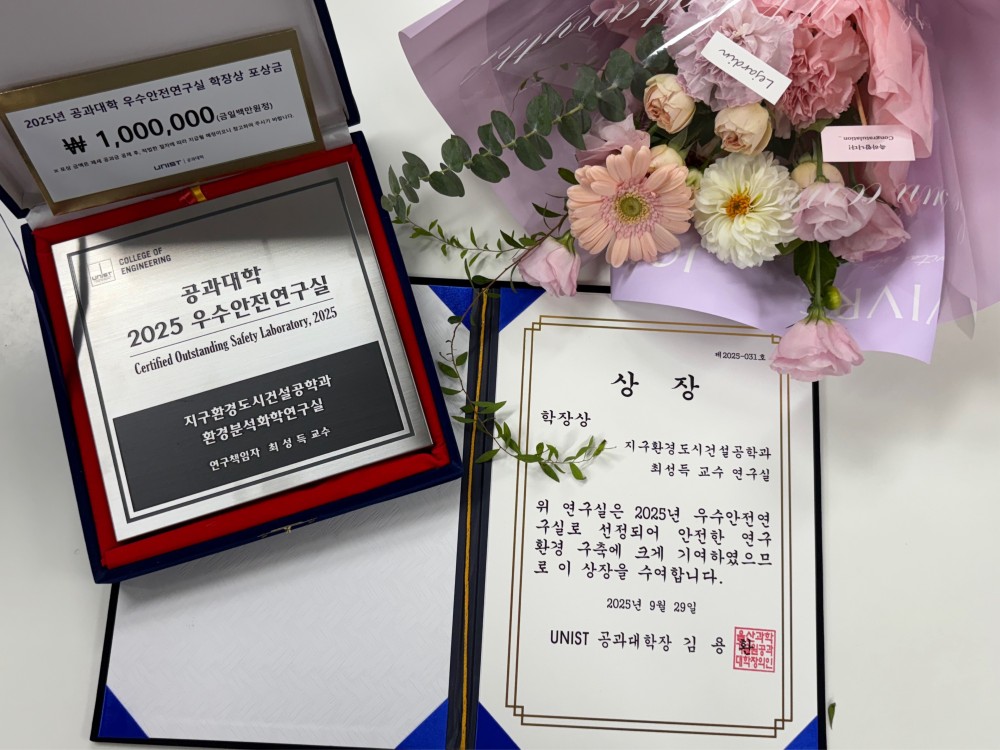 2025년 공과대학 우수안전연구실 학장상 포상금
₩ 1,000,000(금일백만원정)
UNIST
UNIST
COLLEGE OF
ENGINEERING
공과대학
2025 우수안전연구실
Certified Outstanding Safety Laboratory, 2025
지구환경도시건설공학과
환경분석화학연구실
연구책임자 최성득 교수
Lejardin
Congratulation
축하합니다!
제2025-031호
상 장
학장상
지구환경도시건설공학과
최성득 교수 연구실
위 연구실은 2025년 우수안전연
구실로 선정되어 안전한 연구
환경 구축에 크게 기여하였으므
로 이 상장을 수여합니다.
2025년 9월 29일
UNIST 공과대학장 김 용 환